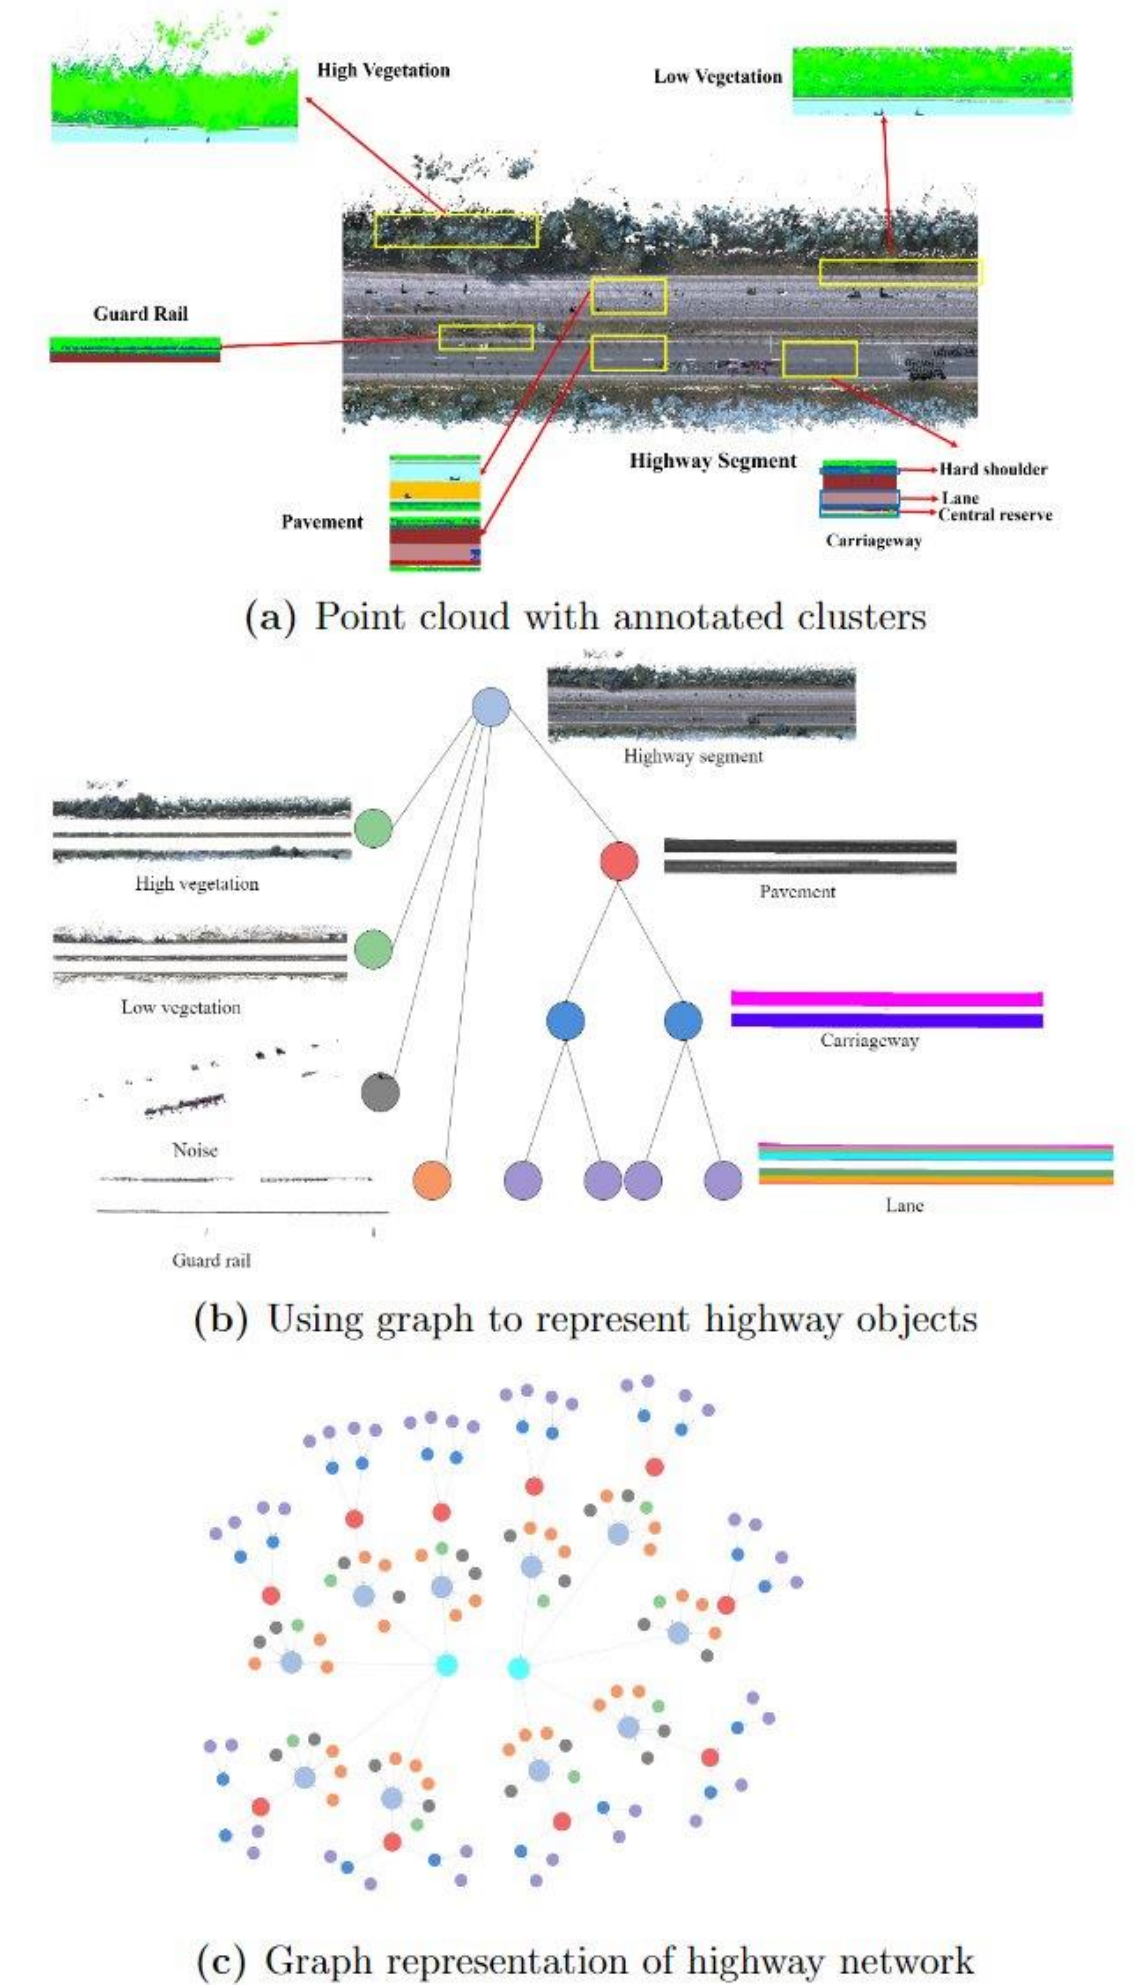 High Vegetation
Low Vegetation
Guard Rail
Highway Segment
Hard shoulder
Lane
Central reserve
Pavement
Carriageway
(a) Point cloud with annotated clusters
Highway segment
High vegetation
Pavement
Low vegetation
Carriageway
Noise
Lane
Guard rail
(b) Using graph to represent highway objects
(c) Graph representation of highway network